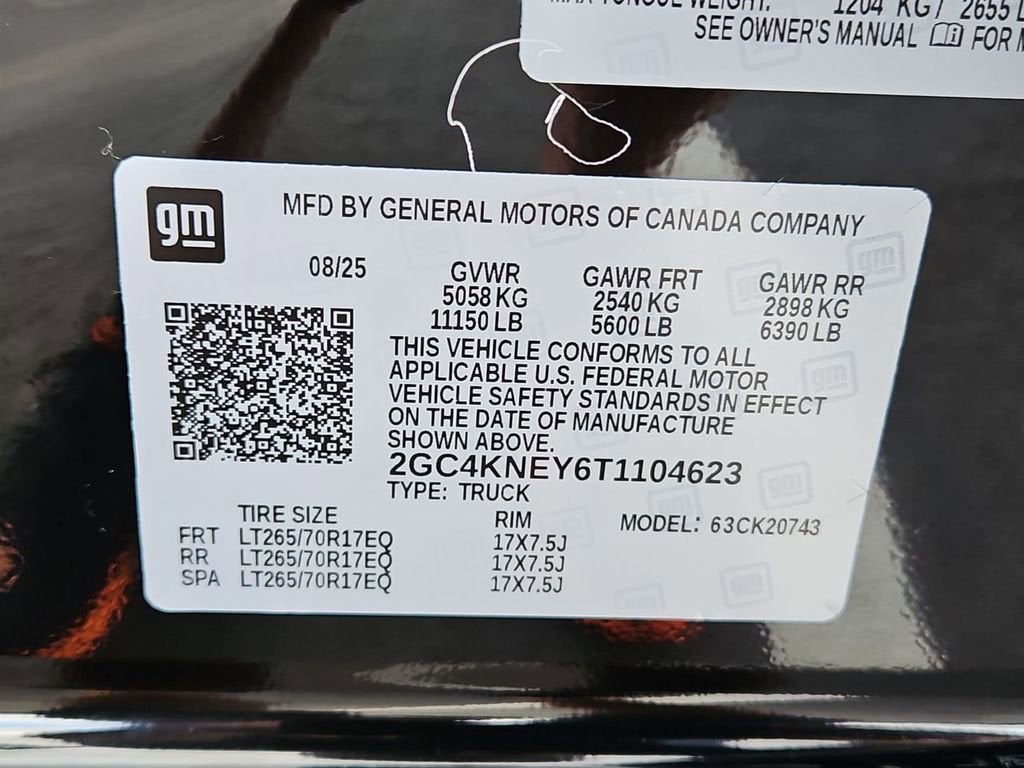 MAX TONGUE WEIGHT: 1204 KG / 2655 L
SEE OWNER'S MANUAL FOR M
gm
MFD BY GENERAL MOTORS OF CANADA COMPANY
08/25 GVWR GAWR FRT GAWR RR
5058 KG 2540 KG 2898 KG
11150 LB 5600 LB 6390 LB
THIS VEHICLE CONFORMS TO ALL
APPLICABLE U.S. FEDERAL MOTOR
VEHICLE SAFETY STANDARDS IN EFFECT
ON THE DATE OF MANUFACTURE
SHOWN ABOVE.
2GC4KNEY6T1104623
TYPE: TRUCK
TIRE SIZE RIM MODEL: 63CK20743
FRT LT265/70R17EQ 17X7.5J
RR LT265/70R17EQ 17X7.5J
SPA LT265/70R17EQ 17X7.5J